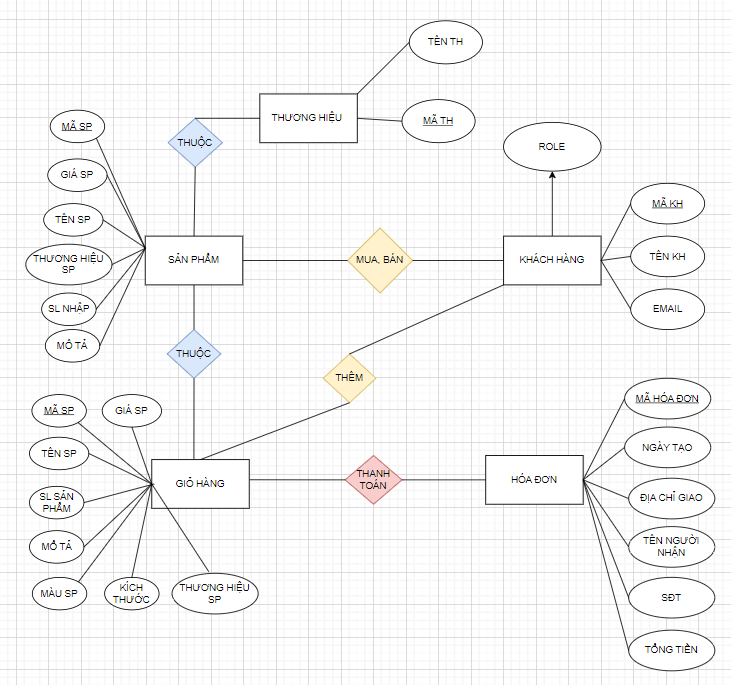 TÊN TH
THƯƠNG HIỆU
MÃ TH
THUỘC
MÃ SP
GIÁ SP
TÊN SP
THƯƠNG HIỆU
SP
SL NHẬP
MÔ TẢ
SẢN PHẨM
MUA, BÁN
KHÁCH HÀNG
ROLE
MÃ KH
TÊN KH
EMAIL
THUỘC
THÊM
MÃ SP
GIÁ SP
TÊN SP
SL SẢN
PHẨM
MÔ TẢ
MÀU SP
KÍCH
THƯỚC
THƯƠNG HIỆU
SP
GIỎ HÀNG
THANH
TOÁN
HÓA ĐƠN
MÃ HÓA ĐƠN
NGÀY TẠO
ĐỊA CHỈ GIAO
TÊN NGƯỜI
NHẬN
SĐT
TỔNG TIỀN